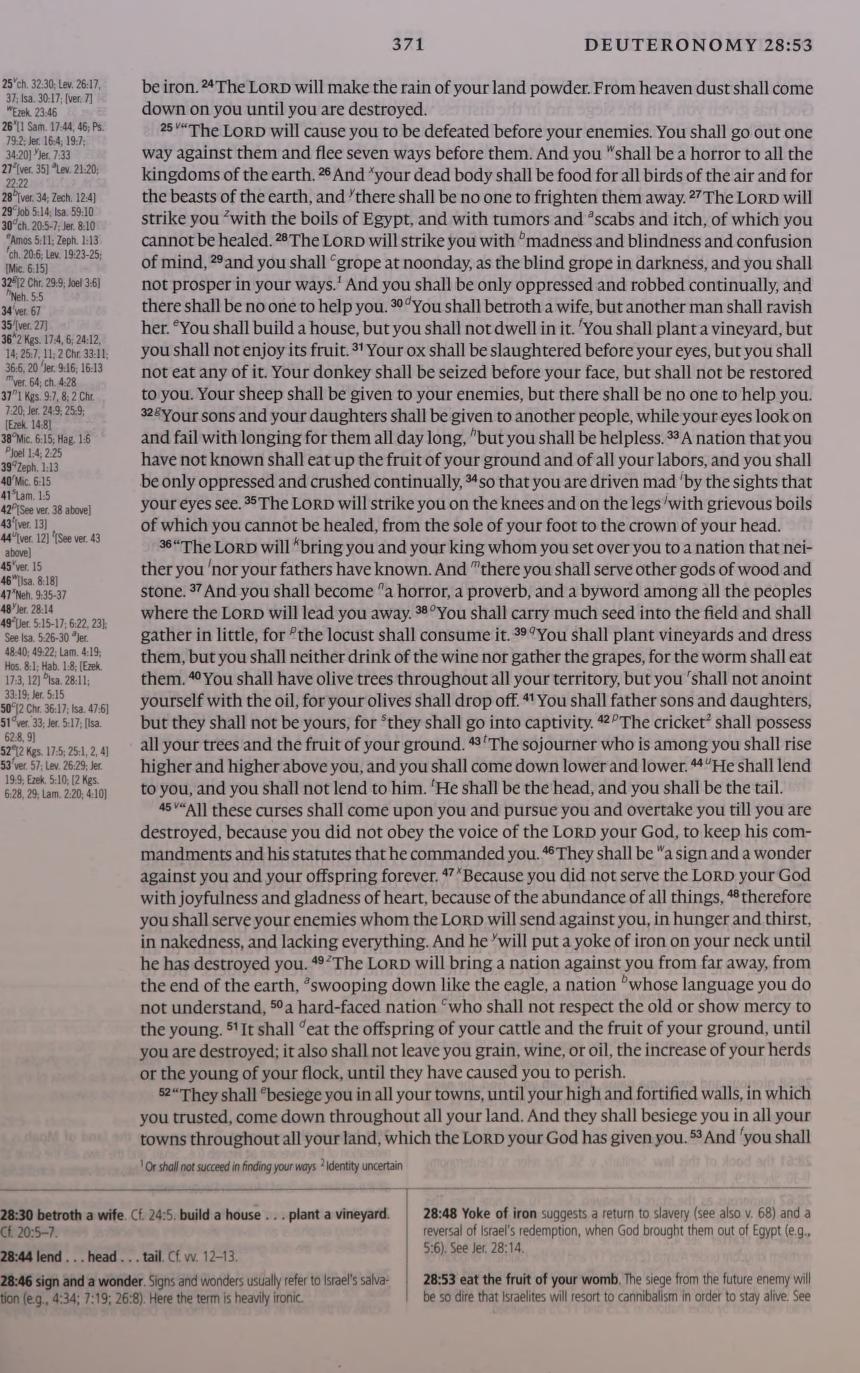 371 DEUTERONOMY 28:53
25 v ch. 32:30; Lev. 26:17,
37; Isa. 30:17; [ver. 7]
w Ezek. 23:46
26 x [1 Sam. 17:44, 46; Ps.
79:2; Jer. 16:4; 19:7;
34:20] y Jer. 7:33
27 z [ver. 35] a Lev. 21:20;
22:22
28 b [ver. 34; Zech. 12:4]
29 c Job 5:14; Isa. 59:10
30 d ch. 20:5-7; Jer. 8:10
e Amos 5:11; Zeph. 1:13
f ch. 20:6; Lev. 19:23-25;
[Mic. 6:15]
32 g [2 Chr. 29:9; Joel 3:6]
h Neh. 5:5
34 i ver. 67
35 j [ver. 27]
36 k 2 Kgs. 17:4, 6; 24:12,
14; 25:7, 11; 2 Chr. 33:11;
36:6, 20 l Jer. 9:16; 16:13
m ver. 64; ch. 4:28
37 n 1 Kgs. 9:7, 8; 2 Chr.
7:20; Jer. 24:9; 25:9;
[Ezek. 14:8]
38 o Mic. 6:15; Hag. 1:6
p Joel 1:4; 2:25
39 q Zeph. 1:13
40 r Mic. 6:15
41 s Lam. 1:5
42 p [See ver. 38 above]
43 t [ver. 13]
44 u [ver. 12] t [See ver. 43
above]
45 v ver. 15
46 w [Isa. 8:18]
47 x Neh. 9:35-37
48 y Jer. 28:14
49 z [Jer. 5:15-17; 6:22, 23];
See Isa. 5:26-30 a Jer.
48:40; 49:22; Lam. 4:19;
Hos. 8:1; Hab. 1:8; [Ezek.
17:3, 12] b Isa. 28:11;
33:19; Jer. 5:15
50 c [2 Chr. 36:17; Isa. 47:6]
51 d ver. 33; Jer. 5:17; [Isa.
62:8, 9]
52 e [2 Kgs. 17:5; 25:1, 2, 4]
53 f ver. 57; Lev. 26:29; Jer.
19:9; Ezek. 5:10; [2 Kgs.
6:28, 29; Lam. 2:20; 4:10]
be iron. 24 The LORD will make the rain of your land powder. From heaven dust shall come
down on you until you are destroyed.
25 v “The LORD will cause you to be defeated before your enemies. You shall go out one
way against them and flee seven ways before them. And you w shall be a horror to all the
kingdoms of the earth. 26 And x your dead body shall be food for all birds of the air and for
the beasts of the earth, and y there shall be no one to frighten them away. 27 The LORD will
strike you z with the boils of Egypt, and with tumors and a scabs and itch, of which you
cannot be healed. 28 The LORD will strike you with b madness and blindness and confusion
of mind, 29 and you shall c grope at noonday, as the blind grope in darkness, and you shall
not prosper in your ways.1 And you shall be only oppressed and robbed continually, and
there shall be no one to help you. 30 d You shall betroth a wife, but another man shall ravish
her. e You shall build a house, but you shall not dwell in it. f You shall plant a vineyard, but
you shall not enjoy its fruit. 31 Your ox shall be slaughtered before your eyes, but you shall
not eat any of it. Your donkey shall be seized before your face, but shall not be restored
to you. Your sheep shall be given to your enemies, but there shall be no one to help you.
32 g Your sons and your daughters shall be given to another people, while your eyes look on
and fail with longing for them all day long, h but you shall be helpless. 33 A nation that you
have not known shall eat up the fruit of your ground and of all your labors, and you shall
be only oppressed and crushed continually, 34 so that you are driven mad i by the sights that
your eyes see. 35 The LORD will strike you on the knees and on the legs j with grievous boils
of which you cannot be healed, from the sole of your foot to the crown of your head.
36 “The LORD will k bring you and your king whom you set over you to a nation that nei-
ther you l nor your fathers have known. And m there you shall serve other gods of wood and
stone. 37 And you shall become n a horror, a proverb, and a byword among all the peoples
where the LORD will lead you away. 38 o You shall carry much seed into the field and shall
gather in little, for p the locust shall consume it. 39 q You shall plant vineyards and dress
them, but you shall neither drink of the wine nor gather the grapes, for the worm shall eat
them. 40 You shall have olive trees throughout all your territory, but you r shall not anoint
yourself with the oil, for your olives shall drop off. 41 You shall father sons and daughters,
but they shall not be yours, for s they shall go into captivity. 42 p The cricket2 shall possess
all your trees and the fruit of your ground. 43 t The sojourner who is among you shall rise
higher and higher above you, and you shall come down lower and lower. 44 u He shall lend
to you, and you shall not lend to him. t He shall be the head, and you shall be the tail.
45 v “All these curses shall come upon you and pursue you and overtake you till you are
destroyed, because you did not obey the voice of the LORD your God, to keep his com-
mandments and his statutes that he commanded you. 46 They shall be w a sign and a wonder
against you and your offspring forever. 47 x Because you did not serve the LORD your God
with joyfulness and gladness of heart, because of the abundance of all things, 48 therefore
you shall serve your enemies whom the LORD will send against you, in hunger and thirst,
in nakedness, and lacking everything. And he y will put a yoke of iron on your neck until
he has destroyed you. 49 z The LORD will bring a nation against you from far away, from
the end of the earth, a swooping down like the eagle, a nation b whose language you do
not understand, 50 a hard-faced nation c who shall not respect the old or show mercy to
the young. 51 It shall d eat the offspring of your cattle and the fruit of your ground, until
you are destroyed; it also shall not leave you grain, wine, or oil, the increase of your herds
or the young of your flock, until they have caused you to perish.
52 “They shall e besiege you in all your towns, until your high and fortified walls, in which
you trusted, come down throughout all your land. And they shall besiege you in all your
towns throughout all your land, which the LORD your God has given you. 53 And f you shall
1 Or shall not succeed in finding your ways 2 Identity uncertain
28:30 betroth a wife. Cf. 24:5. build a house . . . plant a vineyard.
Cf. 20:5–7.
28:44 lend . . . head . . . tail. Cf. vv. 12–13.
28:46 sign and a wonder. Signs and wonders usually refer to Israel's salva-
tion (e.g., 4:34; 7:19; 26:8). Here the term is heavily ironic.
28:48 Yoke of iron suggests a return to slavery (see also v. 68) and a
reversal of Israel's redemption, when God brought them out of Egypt (e.g.,
5:6). See Jer. 28:14.
28:53 eat the fruit of your womb. The siege from the future enemy will
be so dire that Israelites will resort to cannibalism in order to stay alive. See